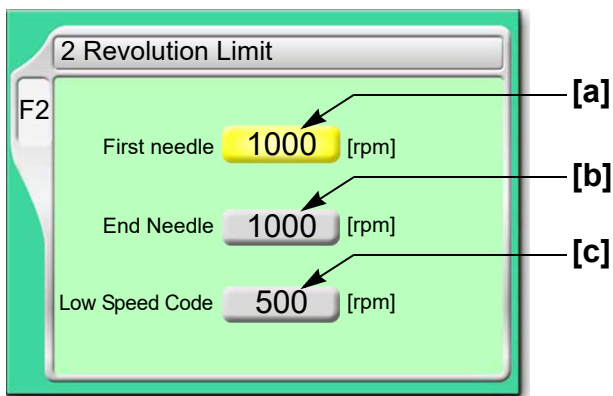 2 Revolution Limit
F2
First needle 1000 [rpm] [a]
End Needle 1000 [rpm] [b]
Low Speed Code 500 [rpm] [c]